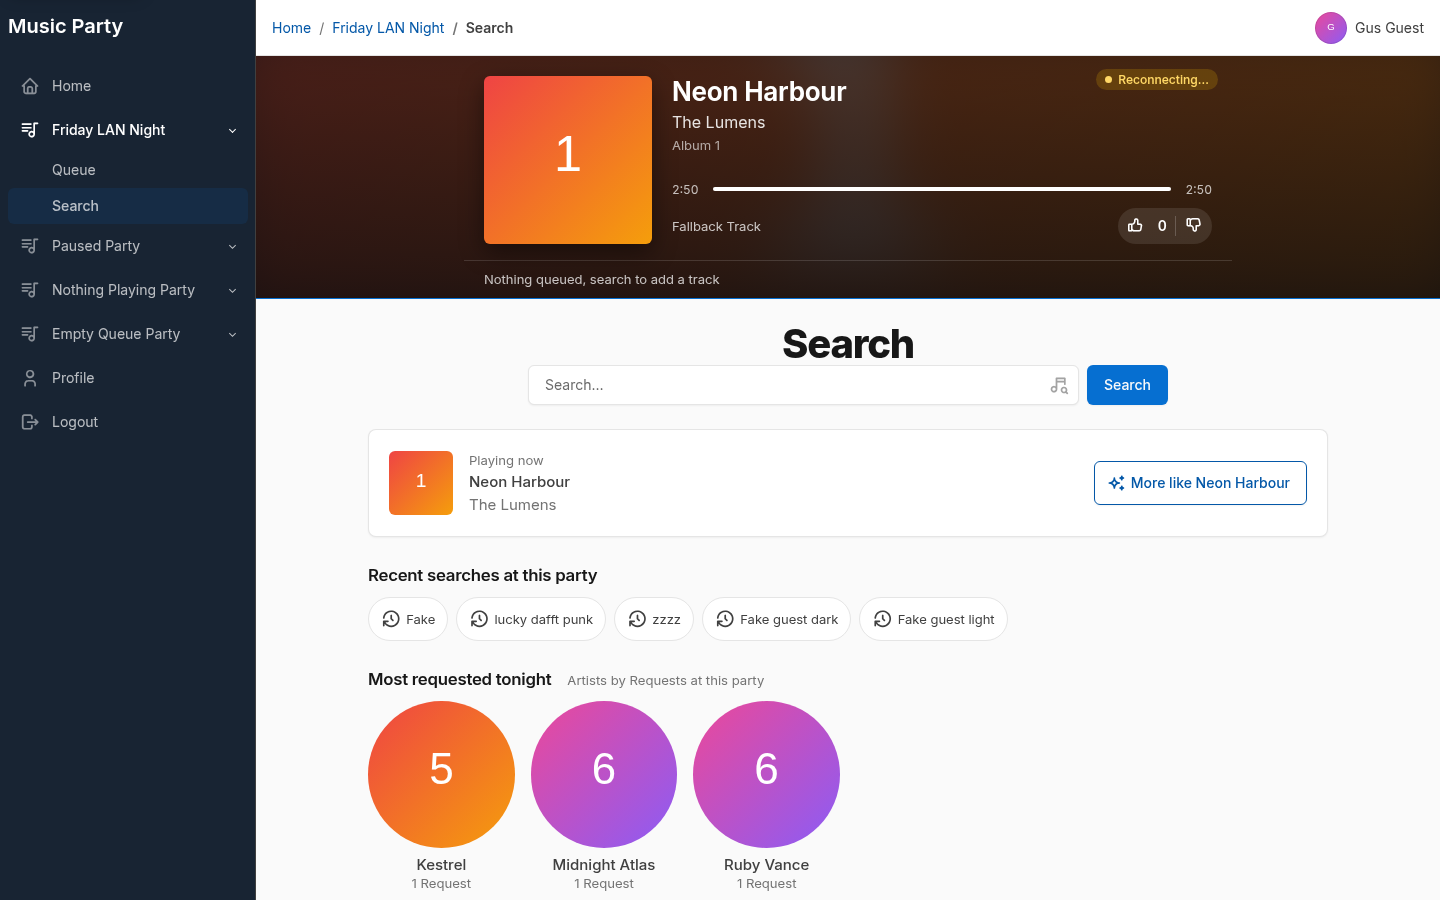 Music Party
Home
Friday LAN Night
Queue
Search
Paused Party
Nothing Playing Party
Empty Queue Party
Profile
Logout
Home / Friday LAN Night / Search
G Gus Guest
1
Neon Harbour
Reconnecting...
The Lumens
Album 1
2:50 2:50
Fallback Track
0
Nothing queued, search to add a track
Search
Search...
Search
1
Playing now
Neon Harbour
The Lumens
More like Neon Harbour
Recent searches at this party
Fake lucky dafft punk zzzz Fake guest dark Fake guest light
Most requested tonight Artists by Requests at this party
5 6 6
Kestrel Midnight Atlas Ruby Vance
1 Request 1 Request 1 Request